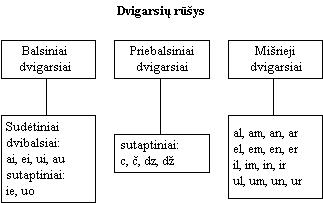 Dvigarsių rūšys
Balsiniai
dvigarsiai
Priebalsiniai
dvigarsiai
Mišrieji
dvigarsiai
Sudėtiniai
dvibalsiai:
ai, ei, ui, au
sutaptiniai:
ie, uo
sutaptiniai:
c, č, dz, dž
al, am, an, ar
el, em, en, er
il, im, in, ir
ul, um, un, ur